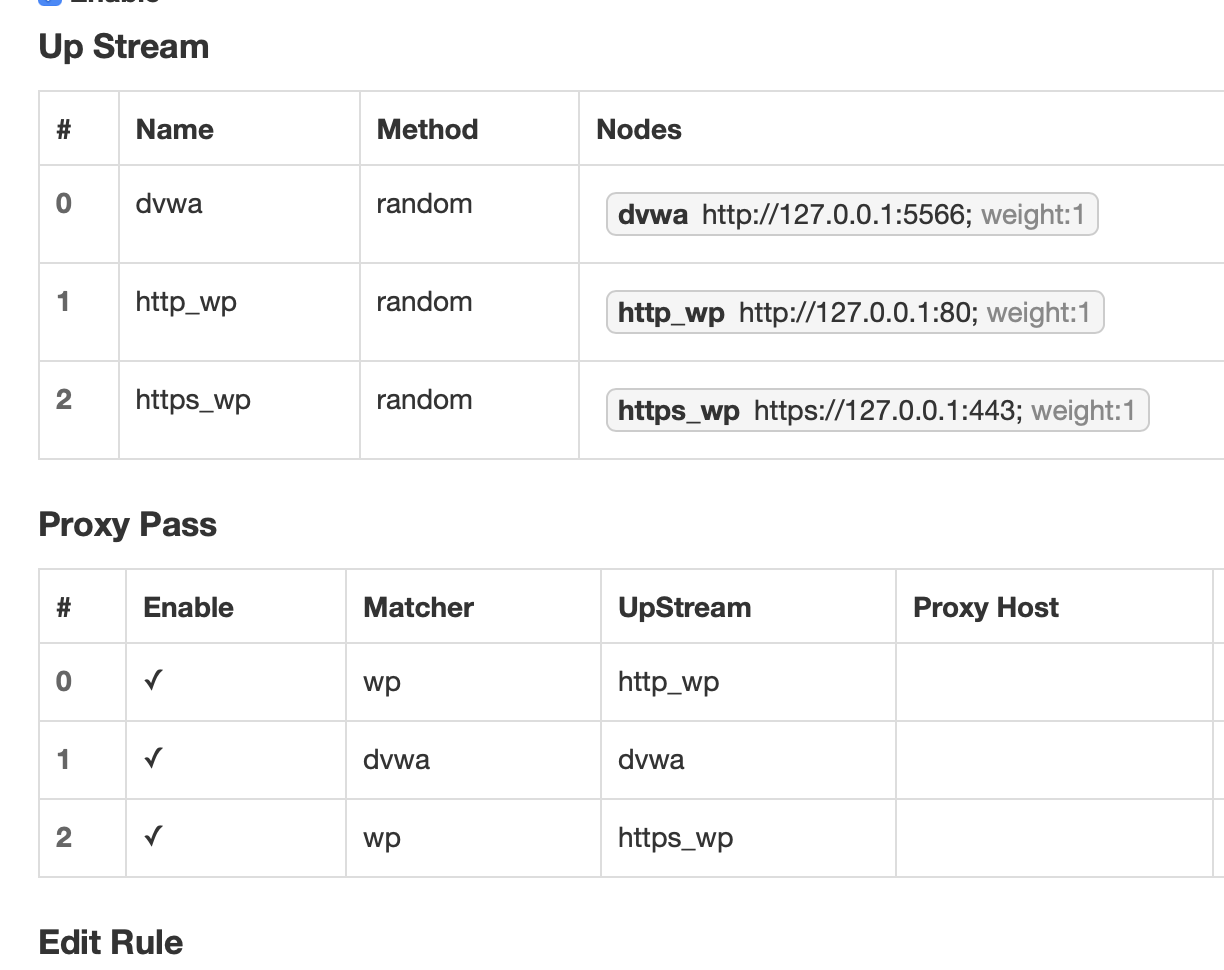 Enable
Up Stream
# Name Method Nodes
0 dvwa random dvwa http://127.0.0.1:5566; weight:1
1 http_wp random http_wp http://127.0.0.1:80; weight:1
2 https_wp random https_wp https://127.0.0.1:443; weight:1
Proxy Pass
# Enable Matcher UpStream Proxy Host
0 ✓ wp http_wp
1 ✓ dvwa dvwa
2 ✓ wp https_wp
Edit Rule